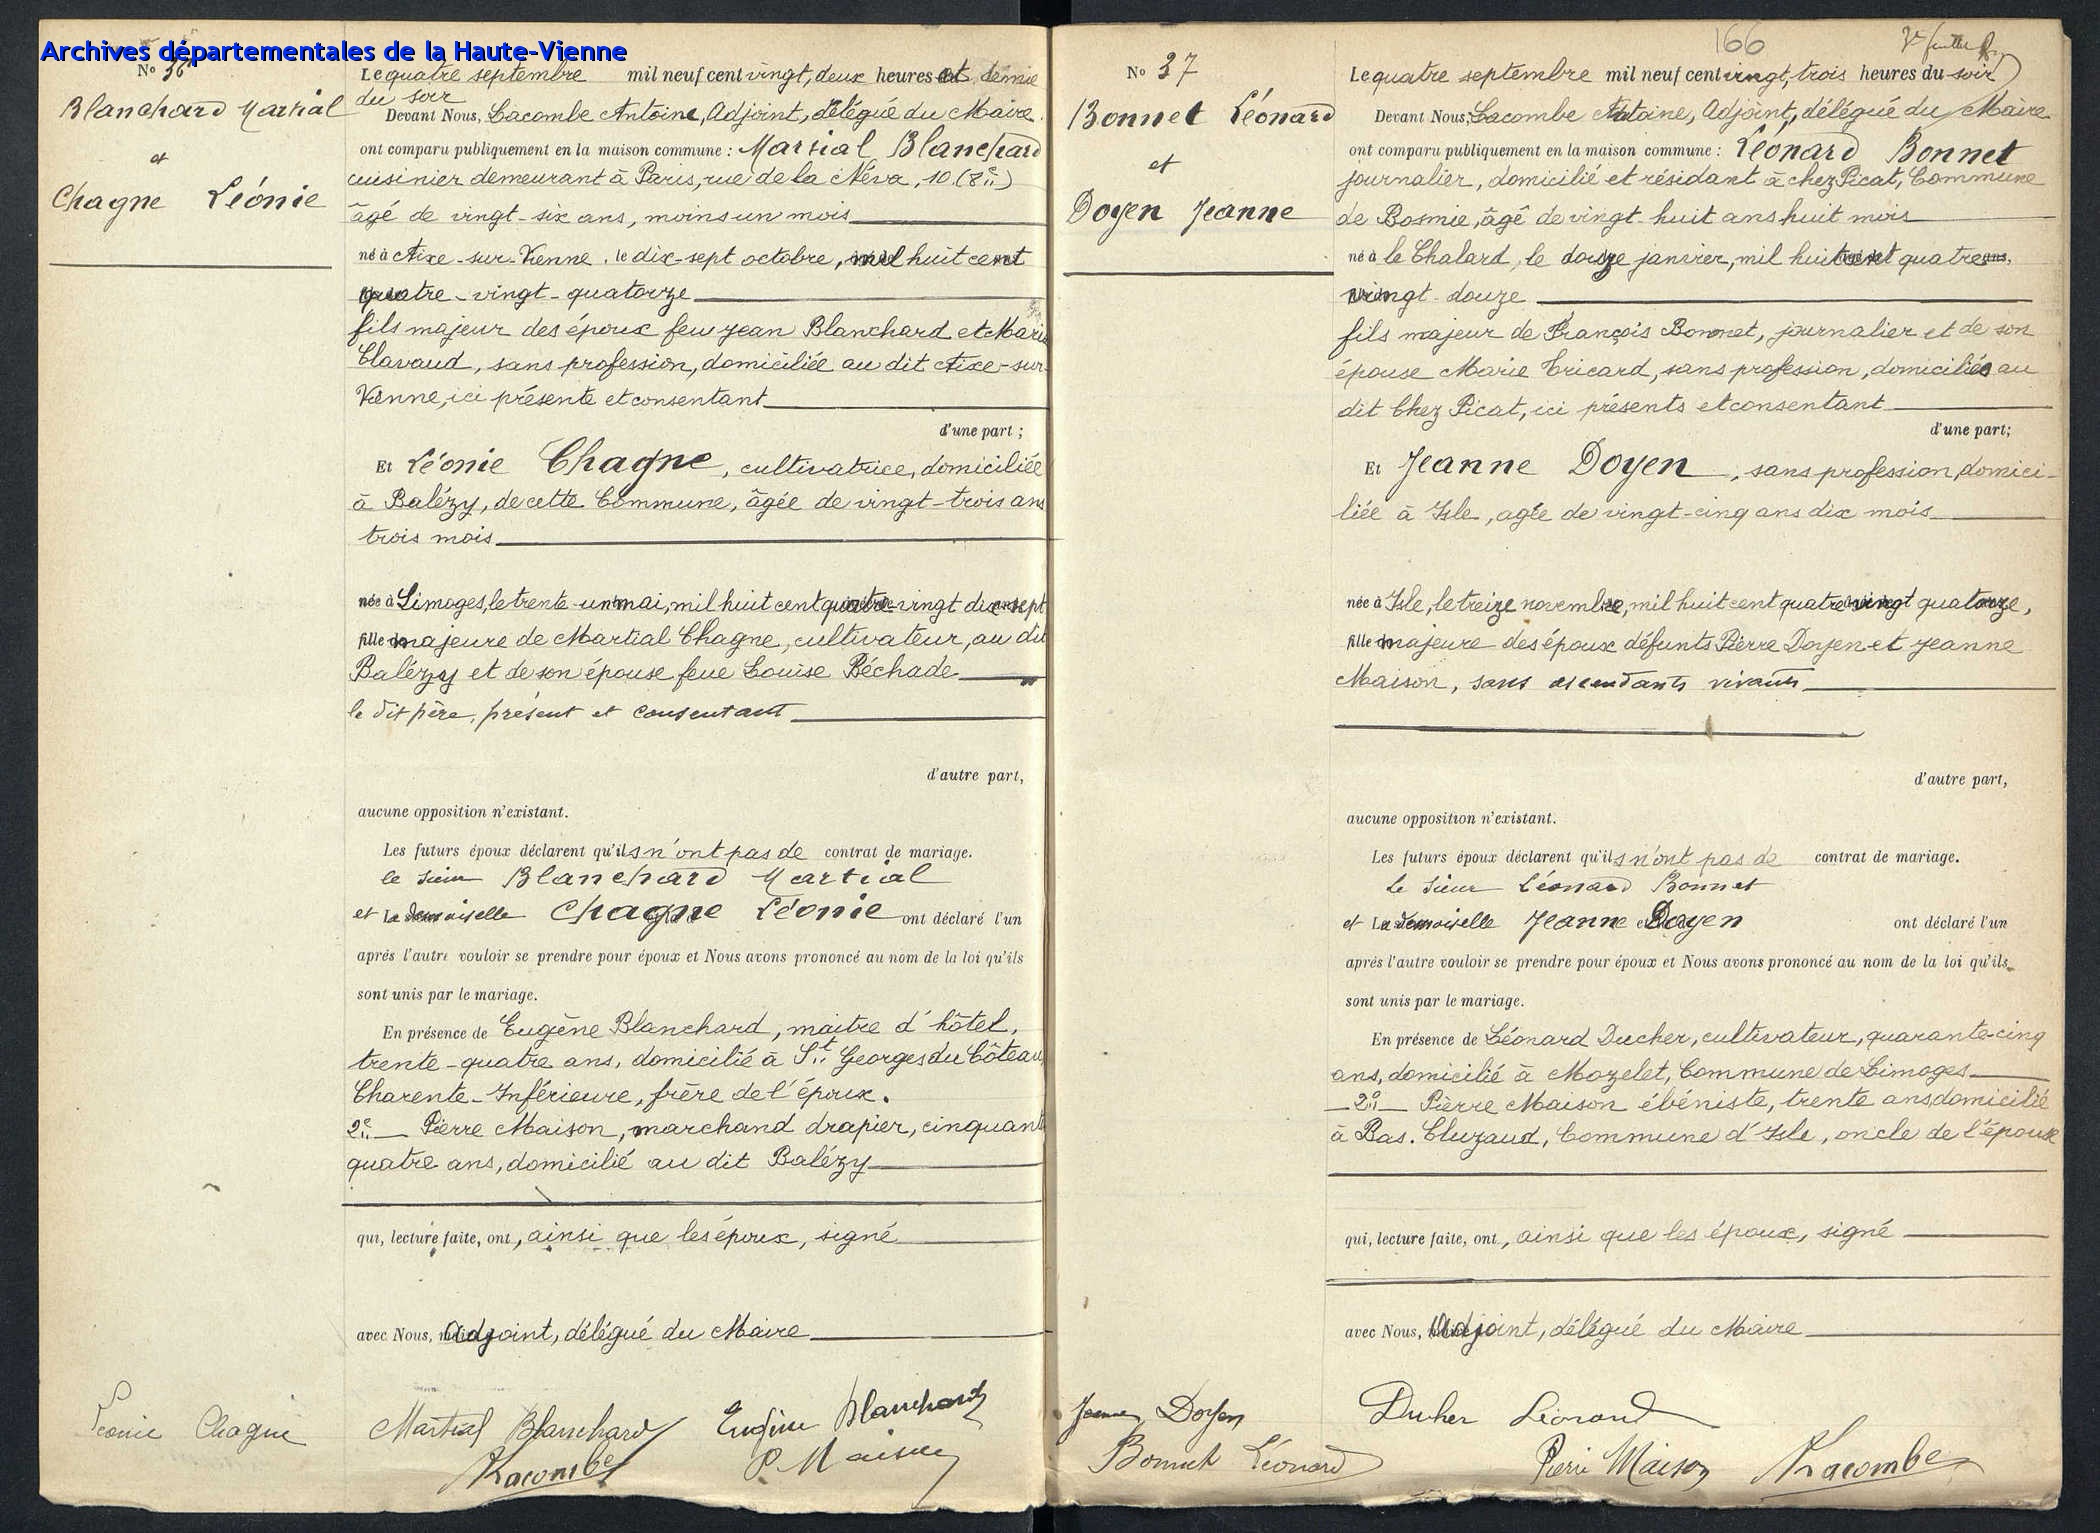 Archives départementales de la Haute-Vienne
No 36
Blanchard Martial
et
Chagne Léonie
Le quatre septembre mil neuf cent vingt, deux heures et demie
du soir
Devant Nous, Lacombe Antoine, Adjoint, délégué du Maire
ont comparu publiquement en la maison commune : Martial Blanchard
cuisinier demeurant à Paris, rue de la Néva, 10. (8e)
âgé de vingt-six ans, moins un mois
né à Aixe-sur-Vienne, le dix-sept octobre, mil huit cent
quatre-vingt-quatorze
fils majeur des époux feu Jean Blanchard et Marie
Clavaud, sans profession, domiciliée au dit Aixe-sur-
Vienne, ici présente et consentant
d'une part ;
Et Léonie Chagne, cultivatrice, domiciliée
à Balézy, de cette Commune, âgée de vingt-trois ans
trois mois
née à Limoges, le trente-un mai, mil huit cent quatre-vingt dix-sept
fille majeure de Martial Chagne, cultivateur, au dit
Balézy et de son épouse feue Louise Péchade
le dit père, présent et consentant
d'autre part,
aucune opposition n'existant.
Les futurs époux déclarent qu'ils n'ont pas de contrat de mariage.
le sieur Blanchard Martial
et La demoiselle Chagne Léonie ont déclaré l'un
après l'autre vouloir se prendre pour époux et Nous avons prononcé au nom de la loi qu'ils
sont unis par le mariage.
En présence de Eugène Blanchard, maitre d'hôtel,
trente-quatre ans, domicilié à St Georges du Côteau,
Charente-Inférieure, frère de l'époux.
2e Pierre Maison, marchand drapier, cinquante
quatre ans, domicilié au dit Balézy
qui, lecture faite, ont, ainsi que les époux, signé
avec Nous, adjoint, délégué du Maire
Léonie Chagne Martial Blanchard Eugène Blanchard
Lacombe P Maison
166
No 37
Bonnet Léonard
et
Doyen Jeanne
Le quatre septembre mil neuf cent vingt, trois heures du soir
Devant Nous, Lacombe Antoine, Adjoint, délégué du Maire
ont comparu publiquement en la maison commune : Léonard Bonnet
journalier, domicilié et résidant à chez Picat, Commune
de Bosmie, âgé de vingt-huit ans huit mois
né à le Chalard, le douze janvier, mil huit cent quatre
vingt-douze
fils majeur de François Bonnet, journalier et de son
épouse Marie Tricard, sans profession, domiciliés au
dit Chez Picat, ici présents et consentant
d'une part;
Et Jeanne Doyen, sans profession, domici-
liée à Isle, agée de vingt-cinq ans dix mois
née à Isle, le treize novembre, mil huit cent quatre vingt quatorze,
fille majeure des époux défunts Pierre Doyen et Jeanne
Maison, sans ascendants vivants
d'autre part,
aucune opposition n'existant.
Les futurs époux déclarent qu'ils n'ont pas de contrat de mariage.
Le sieur Léonard Bonnet
et La demoiselle Jeanne Doyen ont déclaré l'un
après l'autre vouloir se prendre pour époux et Nous avons prononcé au nom de la loi qu'ils
sont unis par le mariage.
En présence de Léonard Ducher, cultivateur, quarante-cinq
ans, domicilié à Mazelet, Commune de Limoges
2° Pierre Maison ébéniste, trente ans, domicilié
à Bas. Cluzaud, Commune d'Isle, oncle de l'épouse
qui, lecture faite, ont, ainsi que les époux, signé
avec Nous, Adjoint, délégué du Maire
Jeanne Doyen Ducher Léonard
Bonnet Léonard Pierre Maison Lacombe